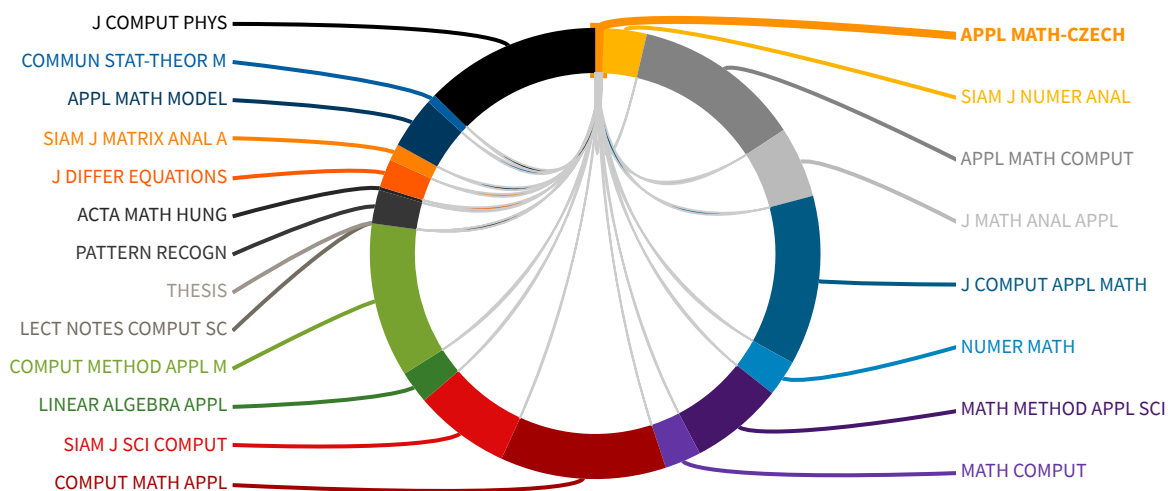 J COMPUT PHYS
COMMUN STAT-THEOR M
APPL MATH MODEL
SIAM J MATRIX ANAL A
J DIFFER EQUATIONS
ACTA MATH HUNG
PATTERN RECOGN
THESIS
LECT NOTES COMPUT SC
COMPUT METHOD APPL M
LINEAR ALGEBRA APPL
SIAM J SCI COMPUT
COMPUT MATH APPL
APPL MATH-CZECH
SIAM J NUMER ANAL
APPL MATH COMPUT
J MATH ANAL APPL
J COMPUT APPL MATH
NUMER MATH
MATH METHOD APPL SCI
MATH COMPUT